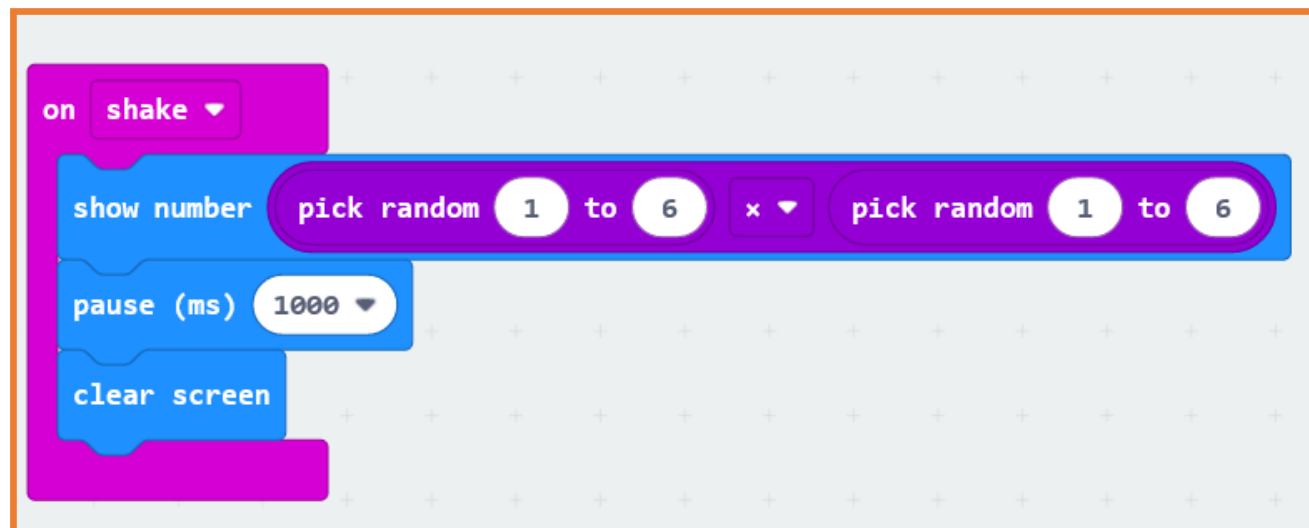 on shake
show number pick random 1 to 6 × pick random 1 to 6
pause (ms) 1000
clear screen